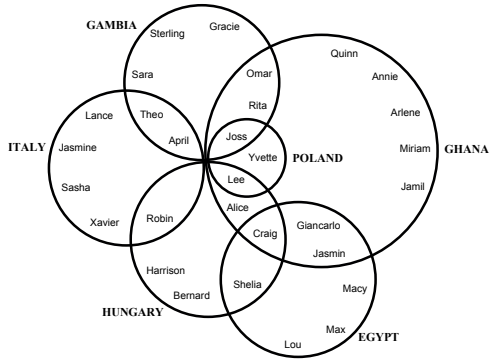 GAMBIA
Sterling
Gracie
Quinn
Sara
Omar
Annie
Rita
Lance
Theo
Arlene
Joss
April
ITALY
Jasmine
Yvette
POLAND
Miriam
GHANA
Sasha
Lee
Jamil
Alice
Xavier
Robin
Craig
Giancarlo
Jasmin
Harrison
Shelia
Bernard
Macy
HUNGARY
Max
EGYPT
Lou